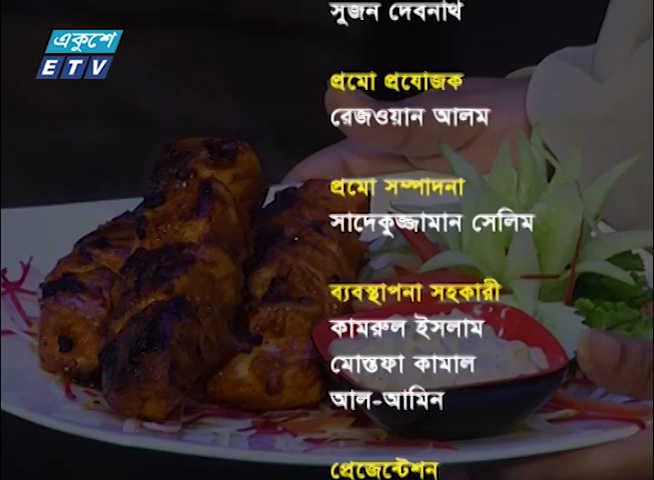 একুশে
ETV
সুজন দেবনাথ
প্রমো প্রযোজক
রেজওয়ান আলম
প্রমো সম্পাদনা
সাদেকুজ্জামান সেলিম
ব্যবস্থাপনা সহকারী
কামরুল ইসলাম
মোস্তফা কামাল
আল-আমিন
প্রেজেন্টেশন